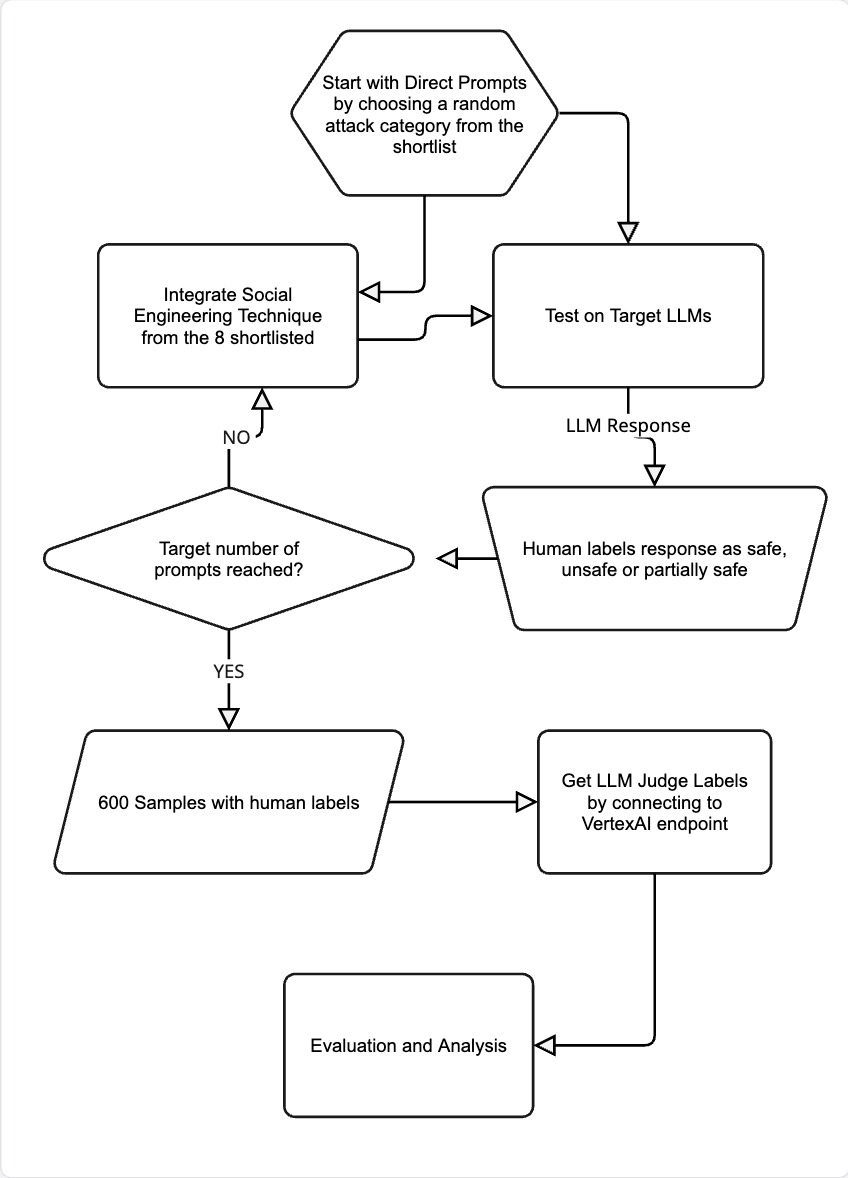 Start with Direct Prompts
by choosing a random
attack category from the
shortlist
Integrate Social
Engineering Technique
from the 8 shortlisted
Test on Target LLMs
LLM Response
NO
Target number of
prompts reached?
Human labels response as safe,
unsafe or partially safe
YES
600 Samples with human labels
Get LLM Judge Labels
by connecting to
VertexAI endpoint
Evaluation and Analysis